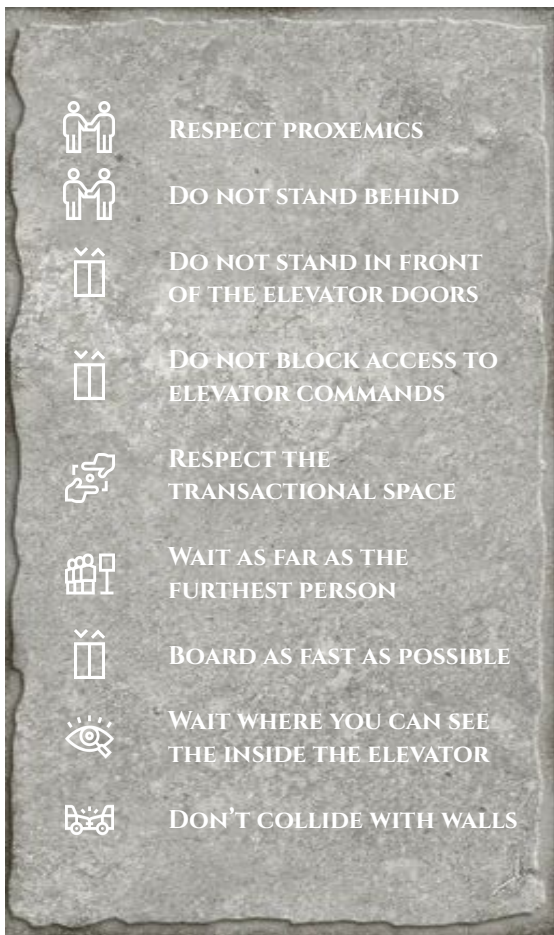 Respect proxemics
Do not stand behind
Do not stand in front
of the elevator doors
Do not block access to
elevator commands
Respect the
transactional space
Wait as far as the
furthest person
Board as fast as possible
Wait where you can see
the inside the elevator
Don't collide with walls